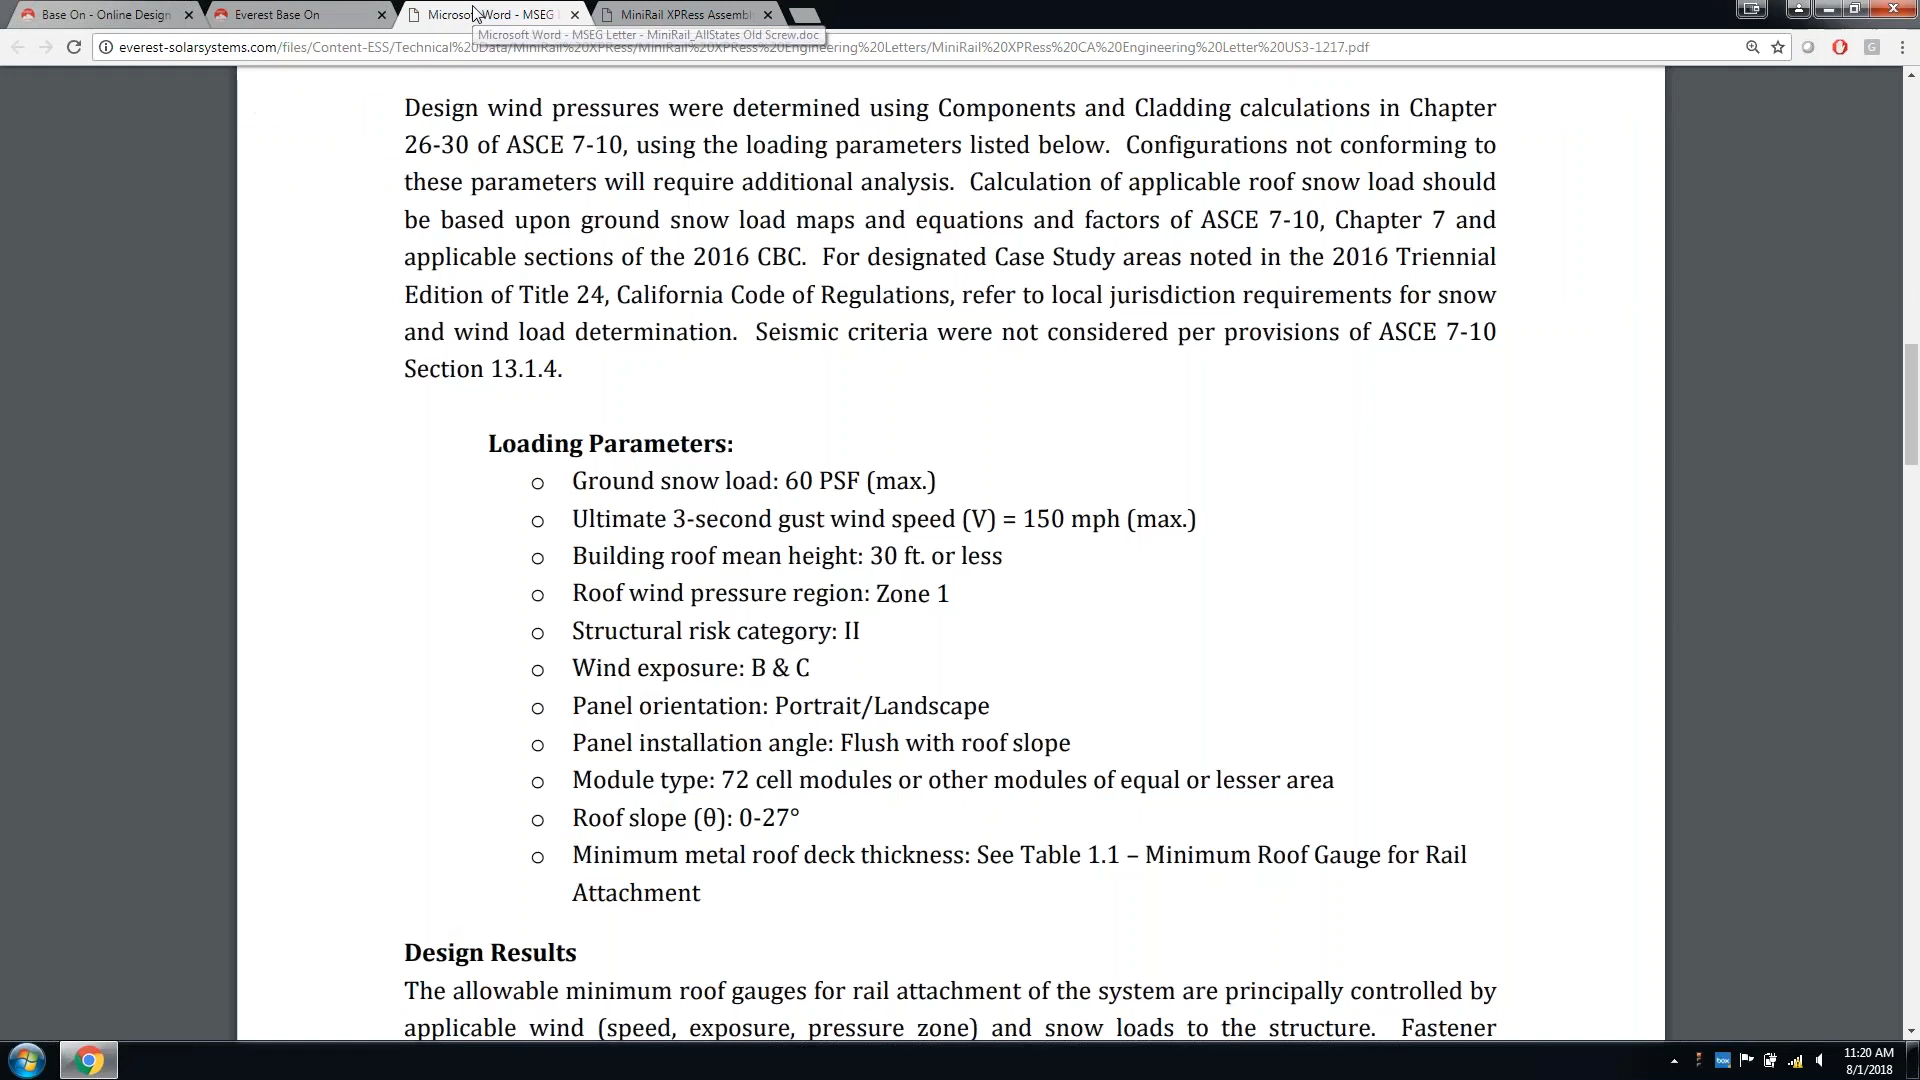 Base On - Online Design
Everest Base On
Microsoft Word - MSEG
MiniRail XPRess Assembl
Microsoft Word - MSEG Letter - MiniRail_AllStates Old Screw.doc
everest-solarsystems.com/files/Content-ESS/Technical%20Data/MiniRail%20XPRess/MiniRail%20XPRess%20Engineering%20Letters/MiniRail%20XPRess%20CA%20Engineering%20Letter%20US3-1217.pdf
Design wind pressures were determined using Components and Cladding calculations in Chapter
26-30 of ASCE 7-10, using the loading parameters listed below. Configurations not conforming to
these parameters will require additional analysis. Calculation of applicable roof snow load should
be based upon ground snow load maps and equations and factors of ASCE 7-10, Chapter 7 and
applicable sections of the 2016 CBC. For designated Case Study areas noted in the 2016 Triennial
Edition of Title 24, California Code of Regulations, refer to local jurisdiction requirements for snow
and wind load determination. Seismic criteria were not considered per provisions of ASCE 7-10
Section 13.1.4.
Loading Parameters:
o Ground snow load: 60 PSF (max.)
o Ultimate 3-second gust wind speed (V) = 150 mph (max.)
o Building roof mean height: 30 ft. or less
o Roof wind pressure region: Zone 1
o Structural risk category: II
o Wind exposure: B & C
o Panel orientation: Portrait/Landscape
o Panel installation angle: Flush with roof slope
o Module type: 72 cell modules or other modules of equal or lesser area
o Roof slope (θ): 0-27°
o Minimum metal roof deck thickness: See Table 1.1 – Minimum Roof Gauge for Rail
Attachment
Design Results
The allowable minimum roof gauges for rail attachment of the system are principally controlled by
applicable wind (speed, exposure, pressure zone) and snow loads to the structure. Fastener
box
11:20 AM
8/1/2018